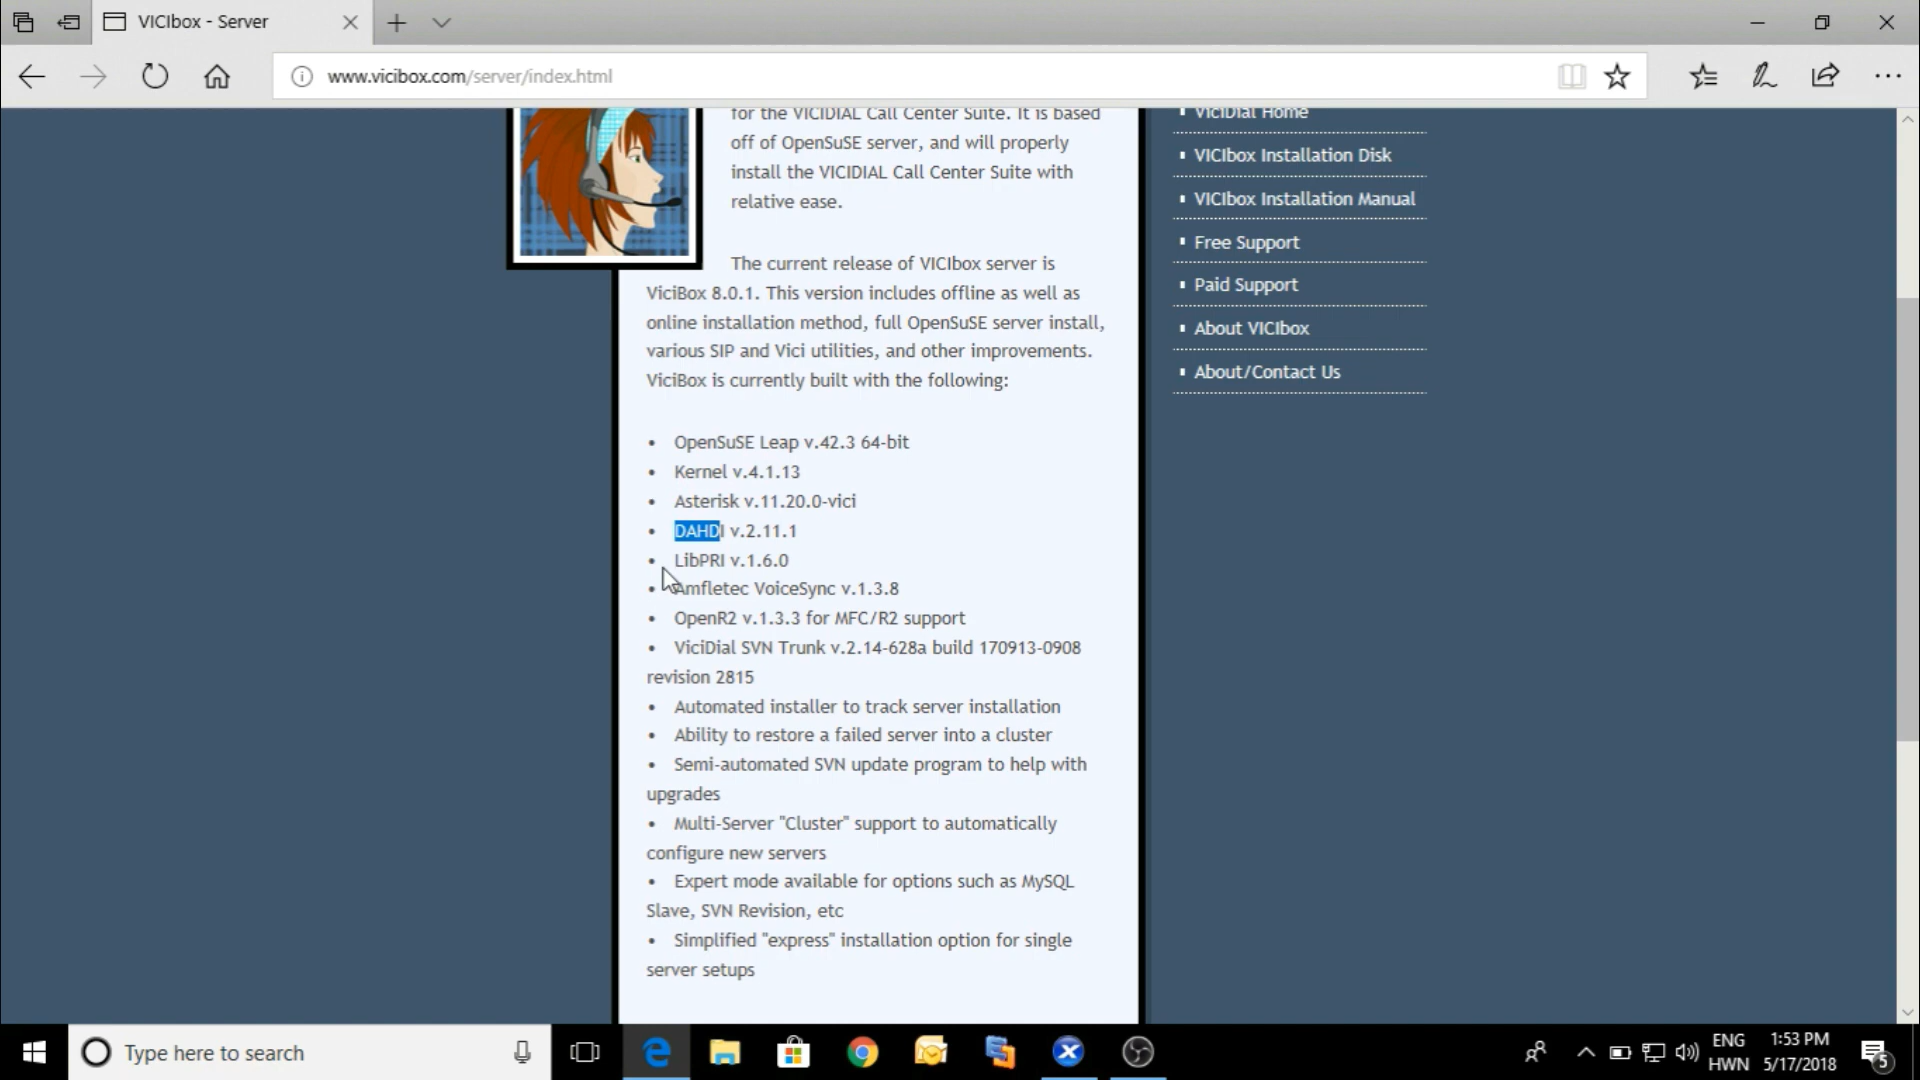 VICIbox - Server
www.vicibox.com/server/index.html
for the VICIDIAL Call Center Suite. It is based
off of OpenSuSE server, and will properly
install the VICIDIAL Call Center Suite with
relative ease.
The current release of VICIbox server is
ViciBox 8.0.1. This version includes offline as well as
online installation method, full OpenSuSE server install,
various SIP and Vici utilities, and other improvements.
ViciBox is currently built with the following:
• OpenSuSE Leap v.42.3 64-bit
• Kernel v.4.1.13
• Asterisk v.11.20.0-vici
• DAHDI v.2.11.1
• LibPRI v.1.6.0
• Amfletec VoiceSync v.1.3.8
• OpenR2 v.1.3.3 for MFC/R2 support
• ViciDial SVN Trunk v.2.14-628a build 170913-0908
revision 2815
• Automated installer to track server installation
• Ability to restore a failed server into a cluster
• Semi-automated SVN update program to help with
upgrades
• Multi-Server "Cluster" support to automatically
configure new servers
• Expert mode available for options such as MySQL
Slave, SVN Revision, etc
• Simplified "express" installation option for single
server setups
ViciDial Home
VICIbox Installation Disk
VICIbox Installation Manual
Free Support
Paid Support
About VICIbox
About/Contact Us
Type here to search
ENG
HWN
1:53 PM
5/17/2018
5